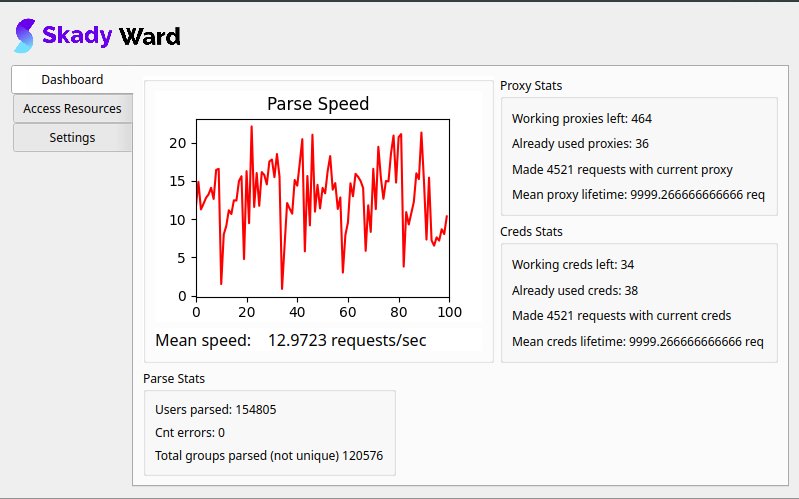 Skady Ward
Dashboard
Access Resources
Settings
Parse Speed
20
15
10
5
0
0 20 40 60 80 100
Mean speed: 12.9723 requests/sec
Proxy Stats
Working proxies left: 464
Already used proxies: 36
Made 4521 requests with current proxy
Mean proxy lifetime: 9999.266666666666 req
Creds Stats
Working creds left: 34
Already used creds: 38
Made 4521 requests with current creds
Mean creds lifetime: 9999.266666666666 req
Parse Stats
Users parsed: 154805
Cnt errors: 0
Total groups parsed (not unique) 120576